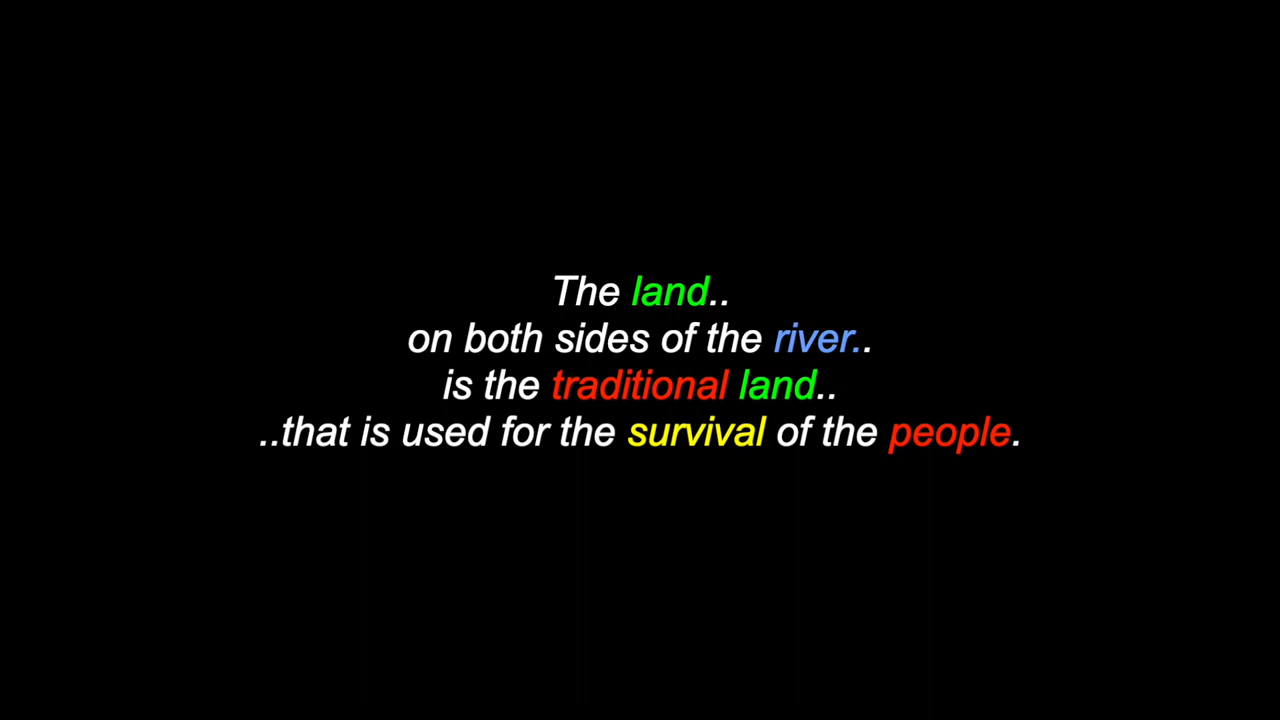 The land..
on both sides of the river..
is the traditional land..
..that is used for the survival of the people.